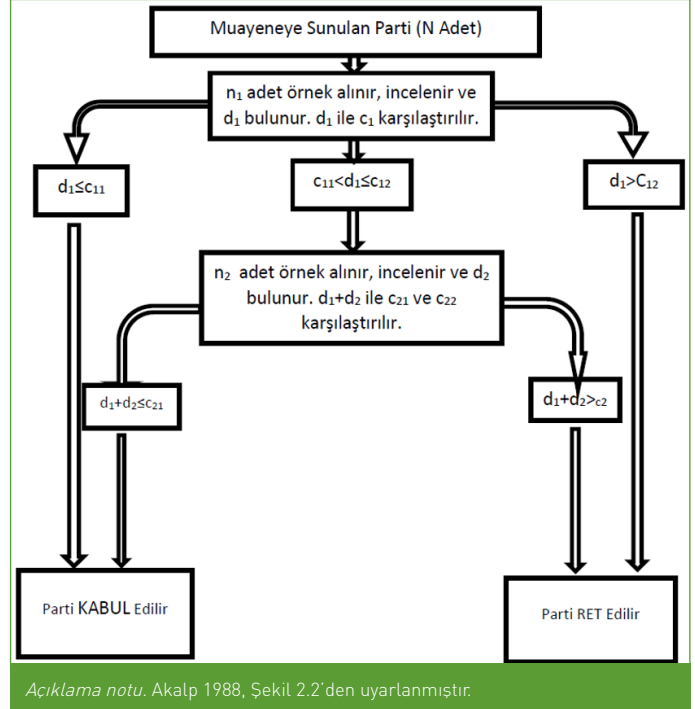 Muayeneye Sunulan Parti (N Adet)
n₁ adet örnek alınır, incelenir ve
d₁ bulunur. d₁ ile c₁ karşılaştırılır.
d₁≤c₁₁
c₁₁<d₁≤c₁₂
d₁>C₁₂
n₂ adet örnek alınır, incelenir ve d₂
bulunur. d₁+d₂ ile c₂₁ ve c₂₂
karşılaştırılır.
d₁+d₂≤c₂₁
d₁+d₂>c₂
Parti KABUL Edilir
Parti RET Edilir
Açıklama notu. Akalp 1988, Şekil 2.2'den uyarlanmıştır.